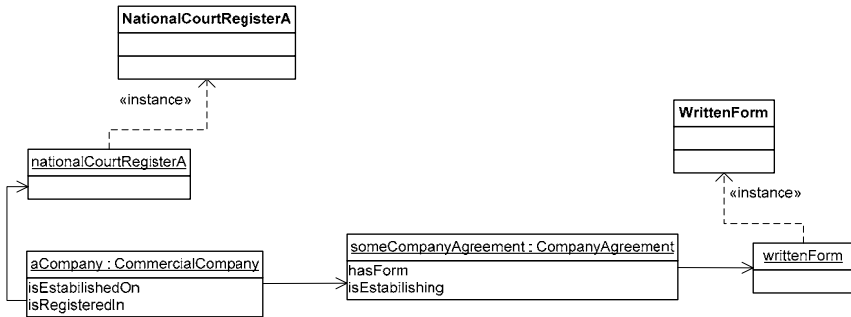 NationalCourtRegisterA
«instance»
nationalCourtRegisterA
WrittenForm
«instance»
aCompany : CommercialCompany
isEstabilishedOn
isRegisteredIn
someCompanyAgreement : CompanyAgreement
hasForm
isEstabilishing
writtenForm